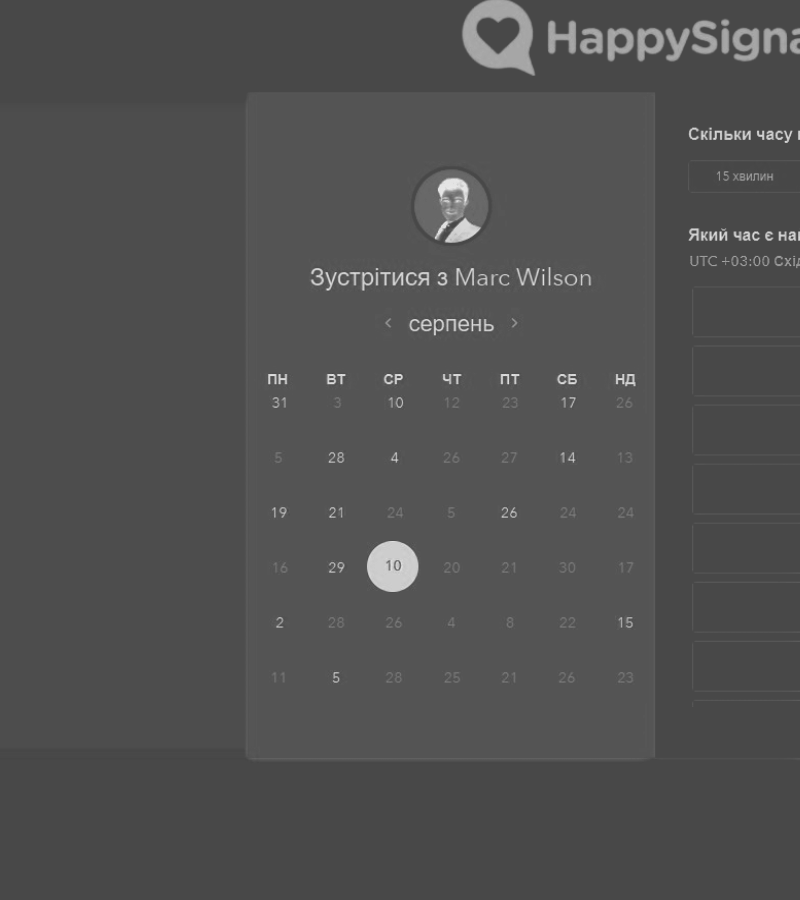 HappySigna
Зустрітися з Marc Wilson
< серпень >
ПН ВТ СР ЧТ ПТ СБ НД
31 3 10 12 23 17 26
5 28 4 26 27 14 13
19 21 24 5 26 24 24
16 29 10 20 21 30 17
2 28 26 4 8 22 15
11 5 28 25 21 26 23
Скільки часу
15 хвилин
Який час є на
UTC +03:00 Схід